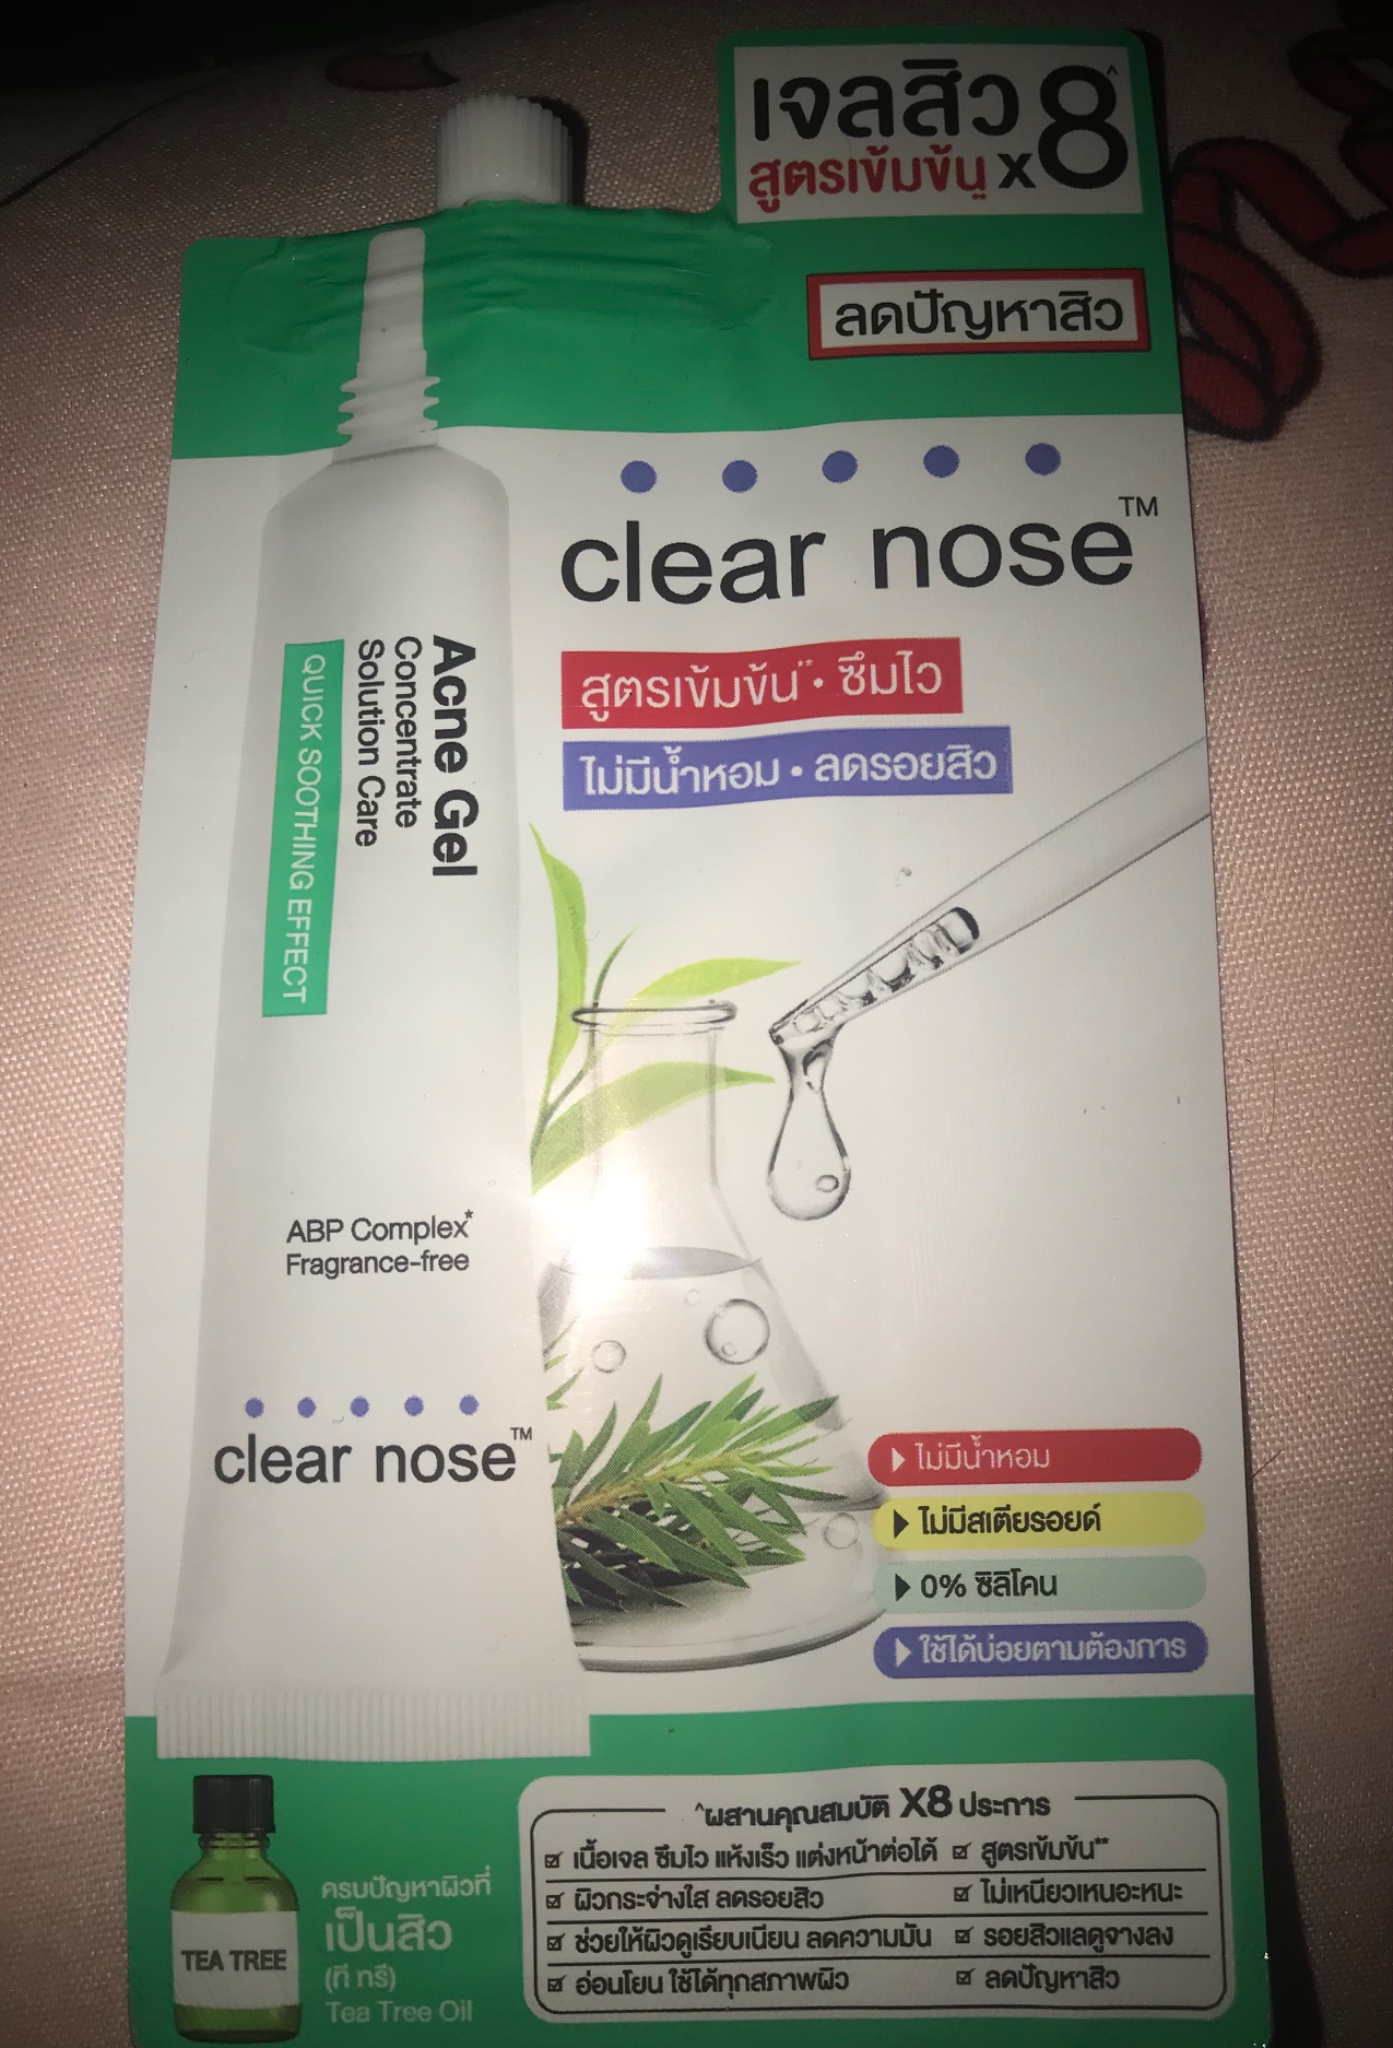 เจลสิว
สูตรเข้มข้น** x8^
ลดปัญหาสิว
clear nose™
สูตรเข้มข้น** • ซึมไว
ไม่มีน้ำหอม • ลดรอยสิว
Acne Gel
Concentrate
Solution Care
QUICK SOOTHING EFFECT
ABP Complex*
Fragrance-free
clear nose™
ไม่มีน้ำหอม
ไม่มีสเตียรอยด์
0% ซิลิโคน
ใช้ได้บ่อยตามต้องการ
TEA TREE
ครบปัญหาผิวที่
เป็นสิว
(ที ทรี)
Tea Tree Oil
^ผสานคุณสมบัติ X8 ประการ
เนื้อเจล ซึมไว แห้งเร็ว แต่งหน้าต่อได้ สูตรเข้มข้น**
ผิวกระจ่างใส ลดรอยสิว ไม่เหนียวเหนอะหนะ
ช่วยให้ผิวดูเรียบเนียน ลดความมัน รอยสิวแลดูจางลง
อ่อนโยน ใช้ได้ทุกสภาพผิว ลดปัญหาสิว